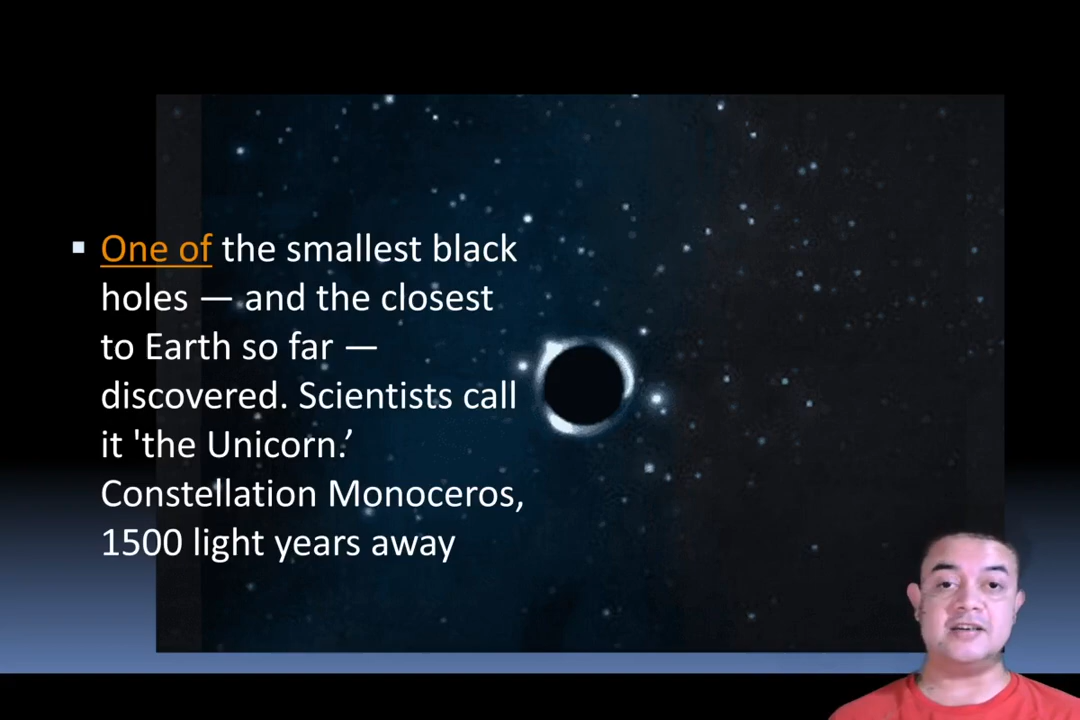 One of the smallest black
holes — and the closest
to Earth so far —
discovered. Scientists call
it 'the Unicorn.’
Constellation Monoceros,
1500 light years away